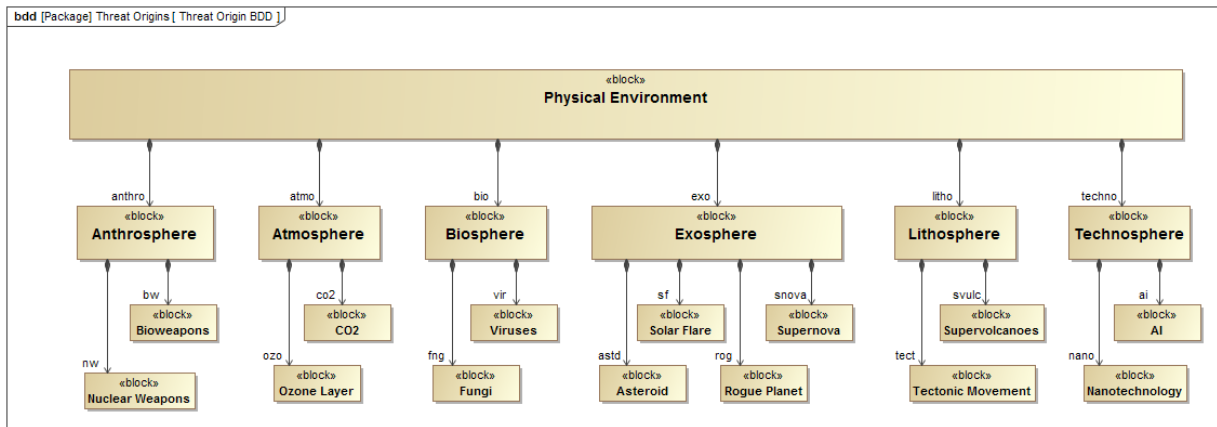 bdd [Package] Threat Origins [ Threat Origin BDD ]
«block»
Physical Environment
anthro
atmo
bio
exo
litho
techno
«block»
Anthrosphere
«block»
Atmosphere
«block»
Biosphere
«block»
Exosphere
«block»
Lithosphere
«block»
Technosphere
bw
co2
vir
sf
snova
svulc
ai
«block»
Bioweapons
«block»
CO2
«block»
Viruses
«block»
Solar Flare
«block»
Supernova
«block»
Supervolcanoes
«block»
AI
nw
ozo
fng
astd
rog
tect
nano
«block»
Nuclear Weapons
«block»
Ozone Layer
«block»
Fungi
«block»
Asteroid
«block»
Rogue Planet
«block»
Tectonic Movement
«block»
Nanotechnology